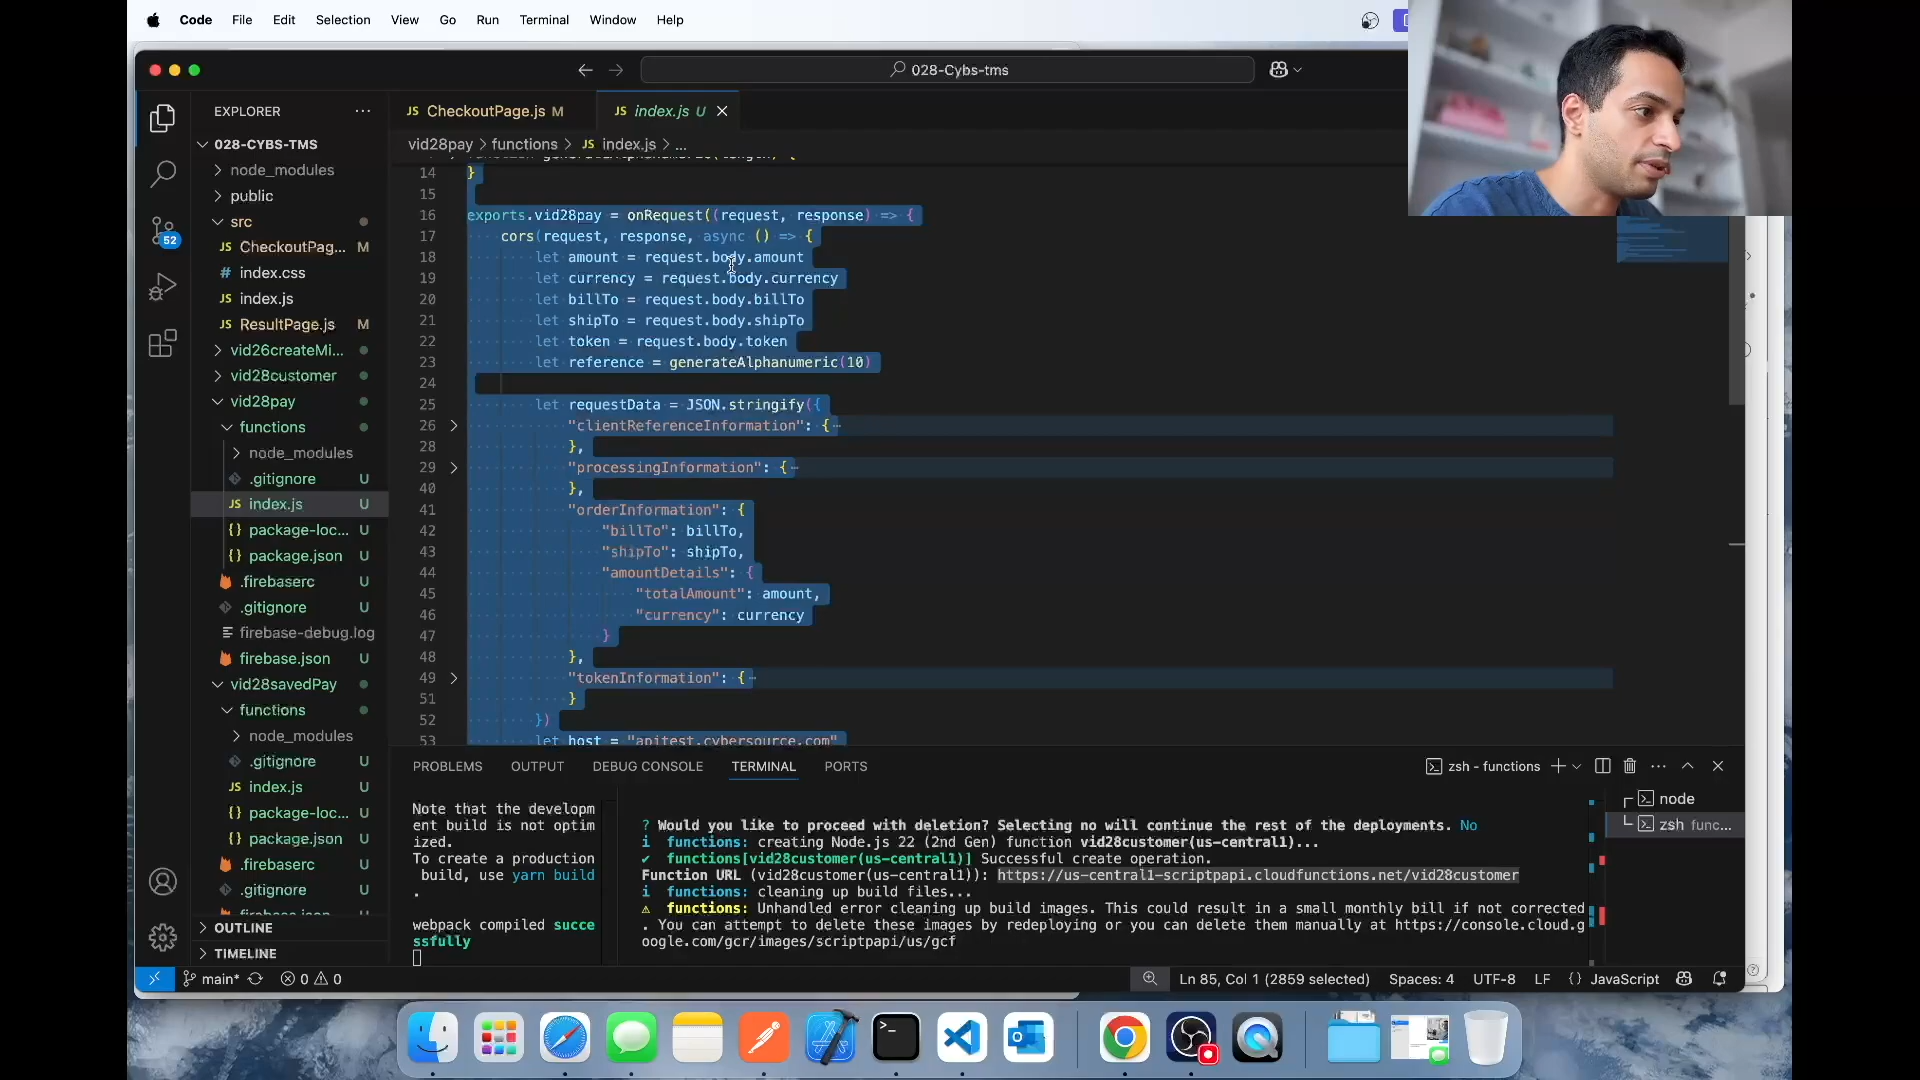 Code File Edit Selection View Go Run Terminal Window Help
028-Cybs-tms
EXPLORER
CheckoutPage.js M
index.js U
vid28pay > functions > JS index.js > ...
028-CYBS-TMS
node_modules
public
src
CheckoutPag... M
index.css
index.js
ResultPage.js M
vid26createMi...
vid28customer
vid28pay
functions
node_modules
.gitignore U
index.js U
package-loc... U
package.json U
.firebaserc U
.gitignore U
firebase-debug.log
firebase.json U
vid28savedPay
functions
node_modules
.gitignore U
index.js U
package-loc... U
package.json U
.firebaserc U
.gitignore U
OUTLINE
TIMELINE
52
14 }
15
16 exports.vid28pay = onRequest((request, response) => {
17 cors(request, response, async () => {
18 let amount = request.body.amount
19 let currency = request.body.currency
20 let billTo = request.body.billTo
21 let shipTo = request.body.shipTo
22 let token = request.body.token
23 let reference = generateAlphanumeric(10)
24
25 let requestData = JSON.stringify({
26 "clientReferenceInformation": {
28 },
29 "processingInformation": {
40 },
41 "orderInformation": {
42 "billTo": billTo,
43 "shipTo": shipTo,
44 "amountDetails": {
45 "totalAmount": amount,
46 "currency": currency
47 }
48 },
49 "tokenInformation": {
51 }
52 })
53 let host = "apitest.cybersource.com"
PROBLEMS OUTPUT DEBUG CONSOLE TERMINAL PORTS
zsh - functions
Note that the developm
ent build is not optim
ized.
To create a production
build, use yarn build
.
webpack compiled succe
ssfully
? Would you like to proceed with deletion? Selecting no will continue the rest of the deployments. No
i functions: creating Node.js 22 (2nd Gen) function vid28customer(us-central1)...
✔ functions[vid28customer(us-central1)] Successful create operation.
Function URL (vid28customer(us-central1)): https://us-central1-scriptpapi.cloudfunctions.net/vid28customer
i functions: cleaning up build files...
⚠ functions: Unhandled error cleaning up build images. This could result in a small monthly bill if not corrected
. You can attempt to delete these images by redeploying or you can delete them manually at https://console.cloud.g
oogle.com/gcr/images/scriptpapi/us/gcf
node
zsh func...
main* 0 0
Ln 85, Col 1 (2859 selected) Spaces: 4 UTF-8 LF {} JavaScript